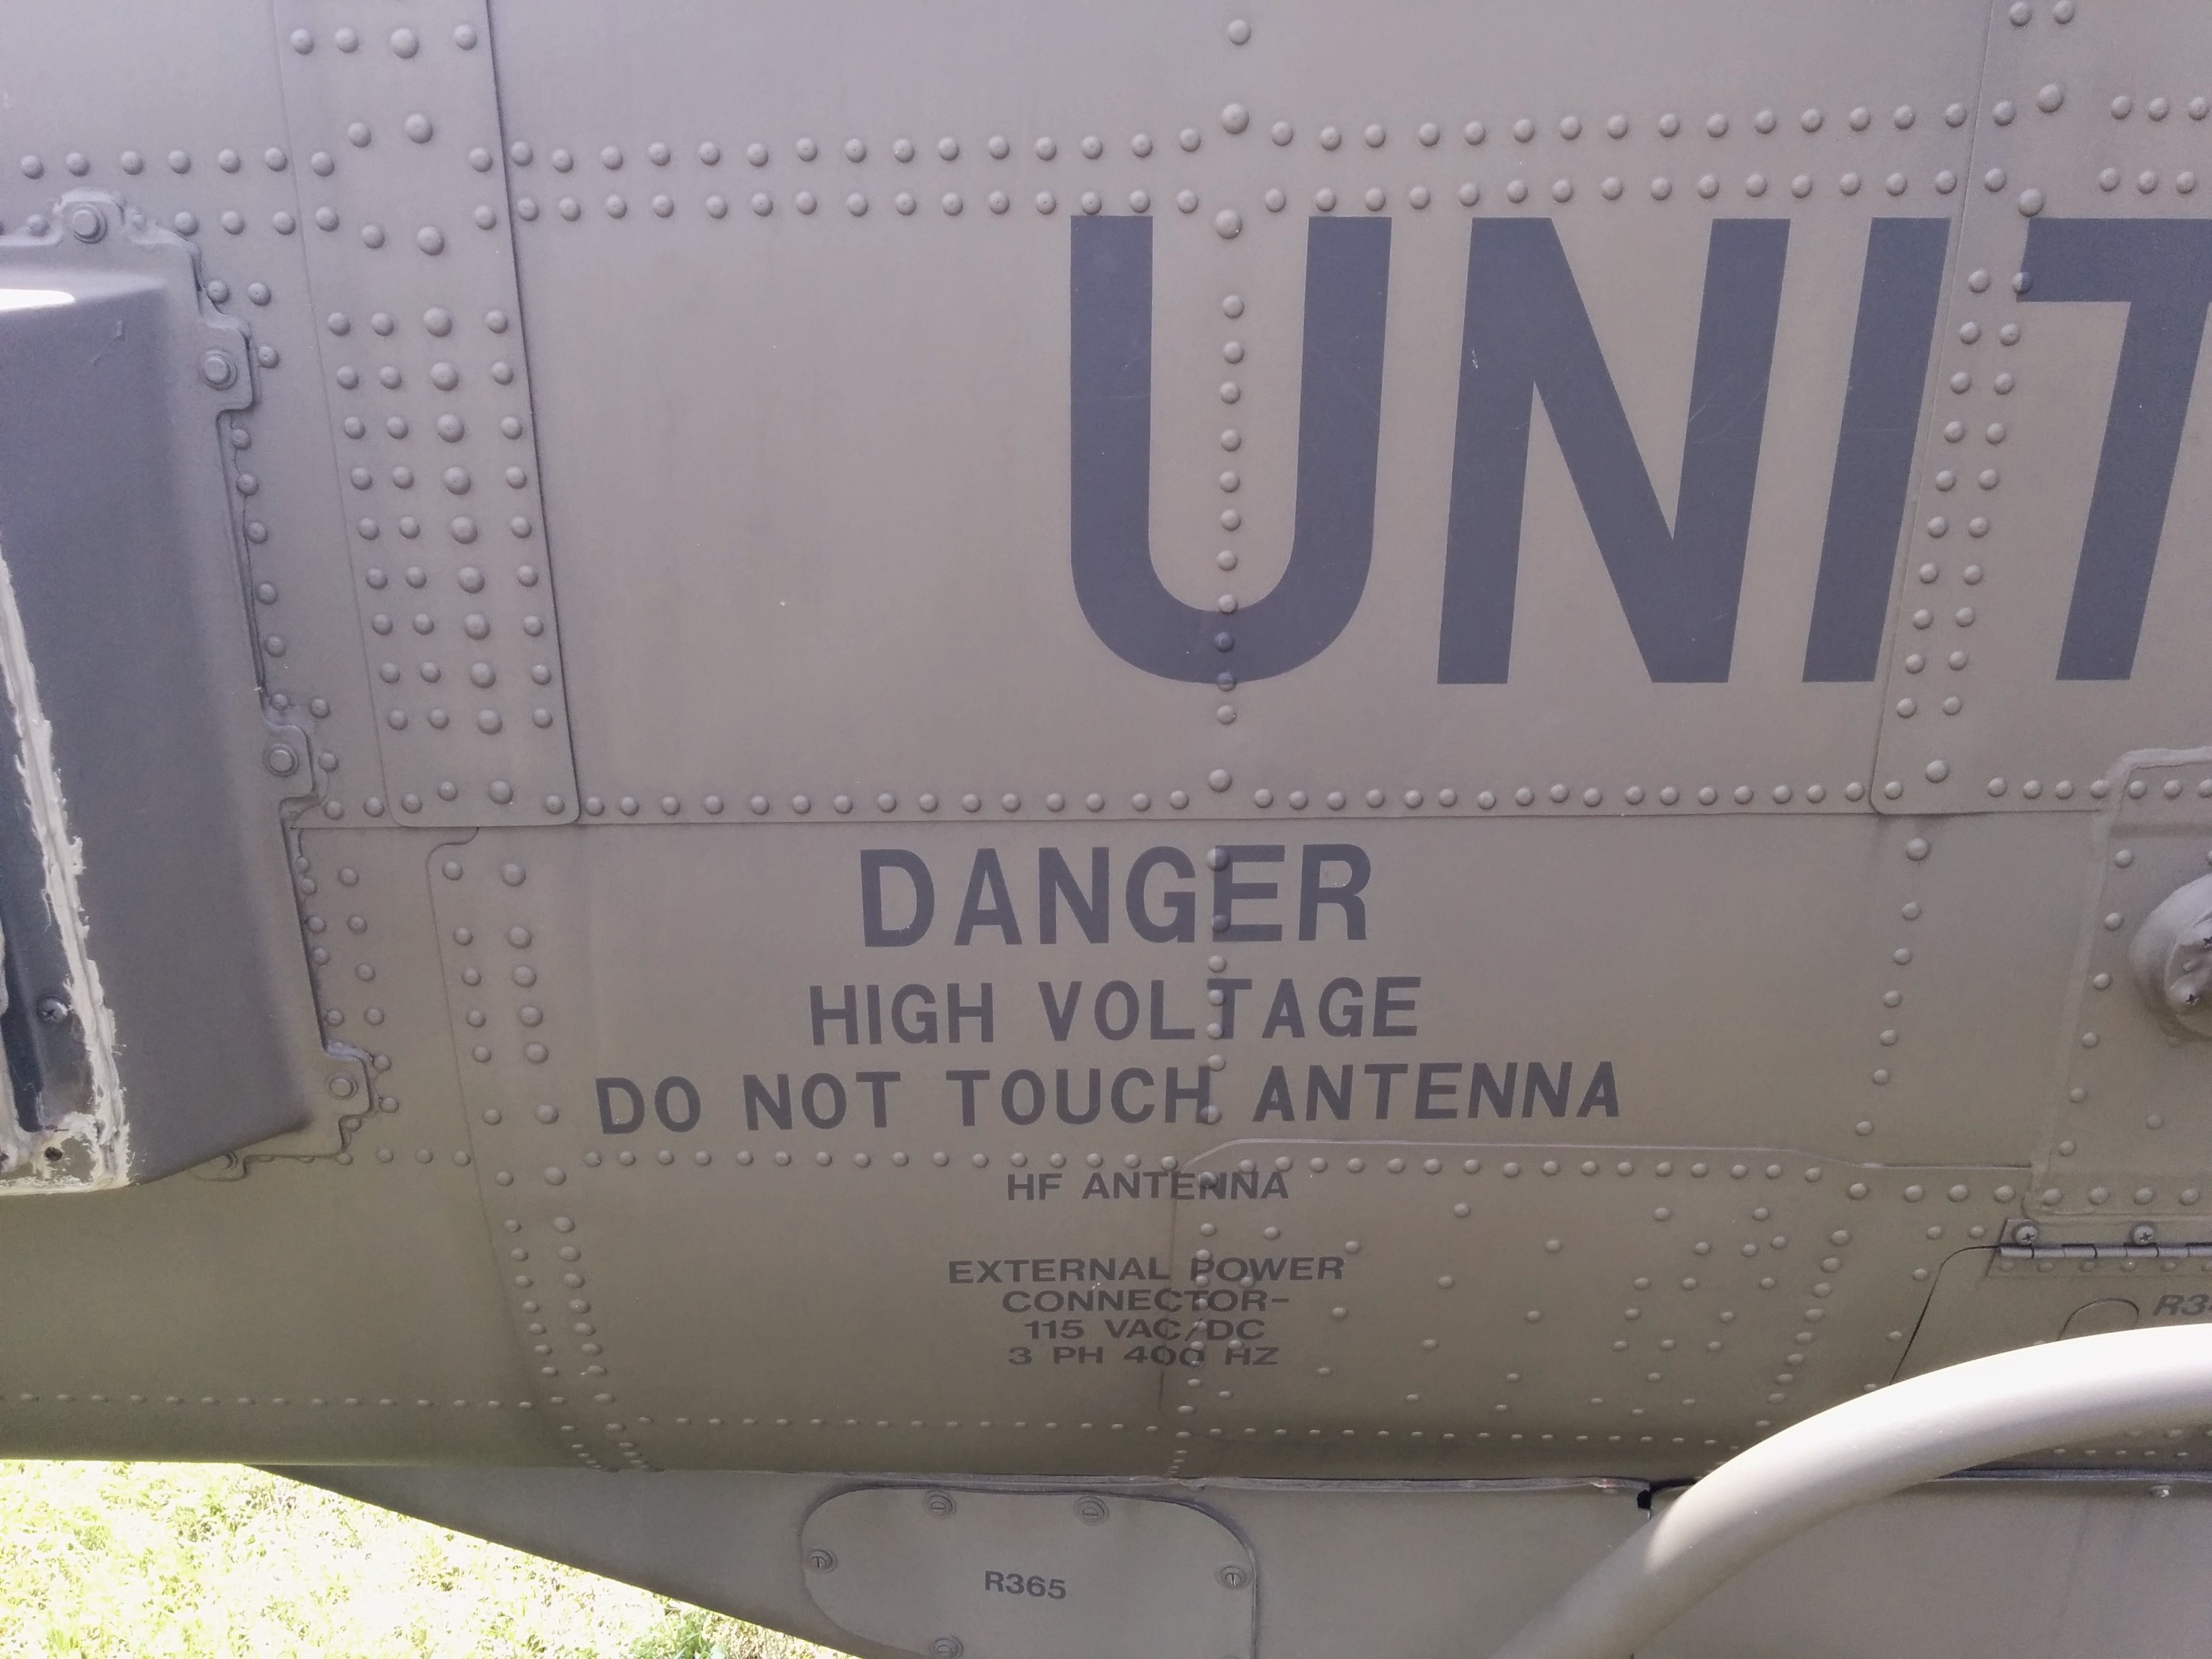 UNIT
DANGER
HIGH VOLTAGE
DO NOT TOUCH ANTENNA
HF ANTENNA
EXTERNAL POWER
CONNECTOR-
115 VAC/DC
3 PH 400 HZ
R365